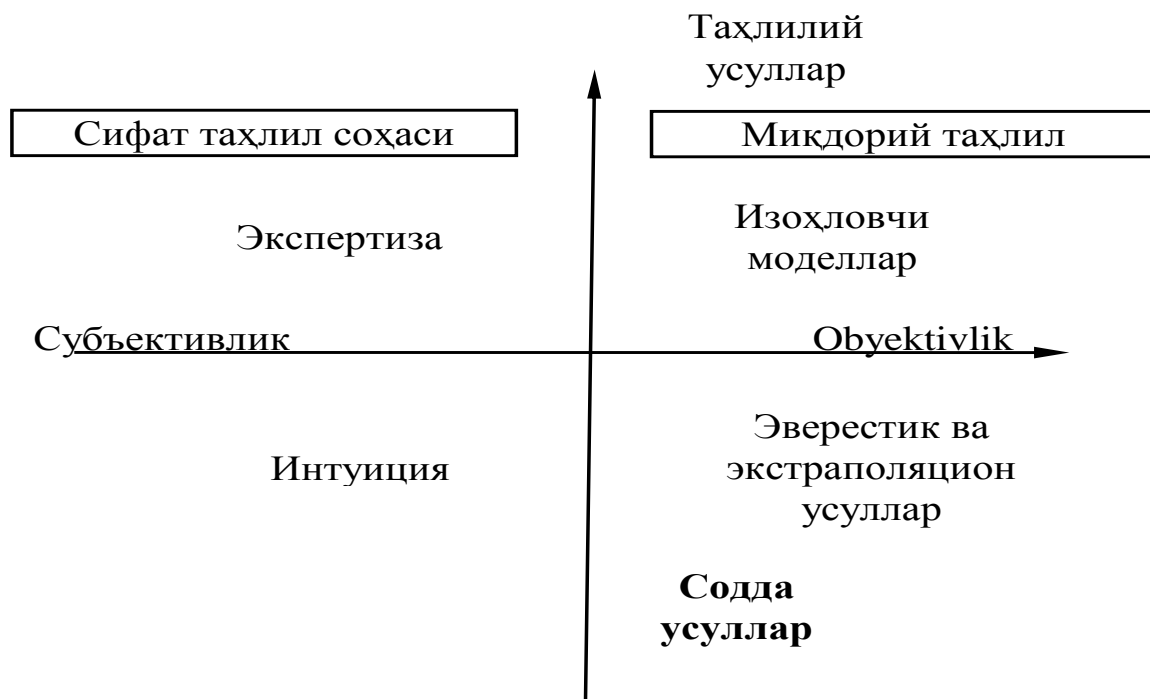 Таҳлилий
усуллар
Сифат таҳлил соҳаси
Миқдорий таҳлил
Экспертиза
Изоҳловчи
моделлар
Субъективлик
Obyektivlik
Интуиция
Эверестик ва
экстраполяцион
усуллар
Содда
усуллар